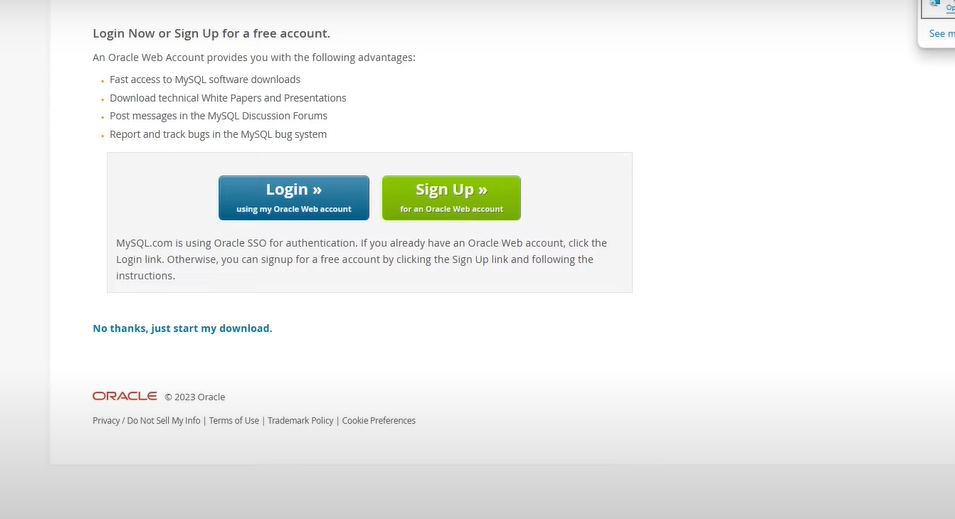 Login Now or Sign Up for a free account.
An Oracle Web Account provides you with the following advantages:
Fast access to MySQL software downloads
Download technical White Papers and Presentations
Post messages in the MySQL Discussion Forums
Report and track bugs in the MySQL bug system
Login » Sign Up »
using my Oracle Web account for an Oracle Web account
MySQL.com is using Oracle SSO for authentication. If you already have an Oracle Web account, click the
Login link. Otherwise, you can signup for a free account by clicking the Sign Up link and following the
instructions.
No thanks, just start my download.
ORACLE © 2023 Oracle
Privacy / Do Not Sell My Info | Terms of Use | Trademark Policy | Cookie Preferences
See